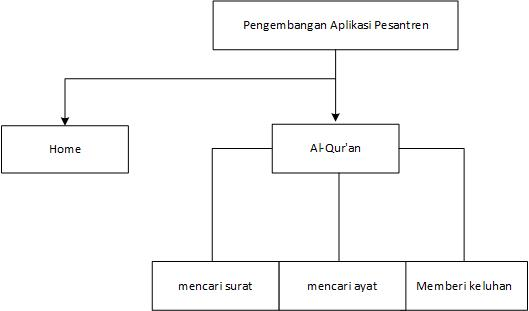 Pengembangan Aplikasi Pesantren
Home
Al-Qur'an
mencari surat
mencari ayat
Memberi keluhan